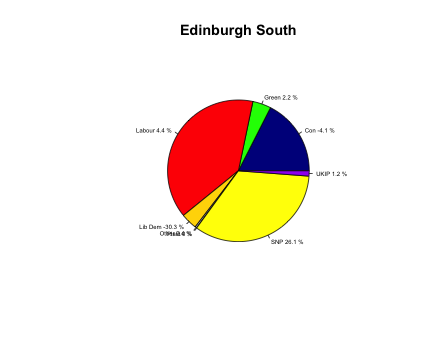 Edinburgh South
Green 2.2 %
Con -4.1 %
Labour 4.4 %
UKIP 1.2 %
Lib Dem -30.3 %
SNP 26.1 %